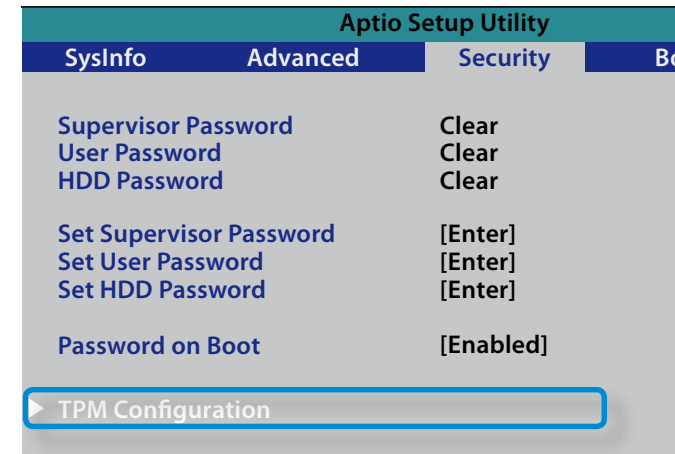 Aptio Setup Utility
SysInfo Advanced Security
Supervisor Password Clear
User Password Clear
HDD Password Clear
Set Supervisor Password [Enter]
Set User Password [Enter]
Set HDD Password [Enter]
Password on Boot [Enabled]
TPM Configuration